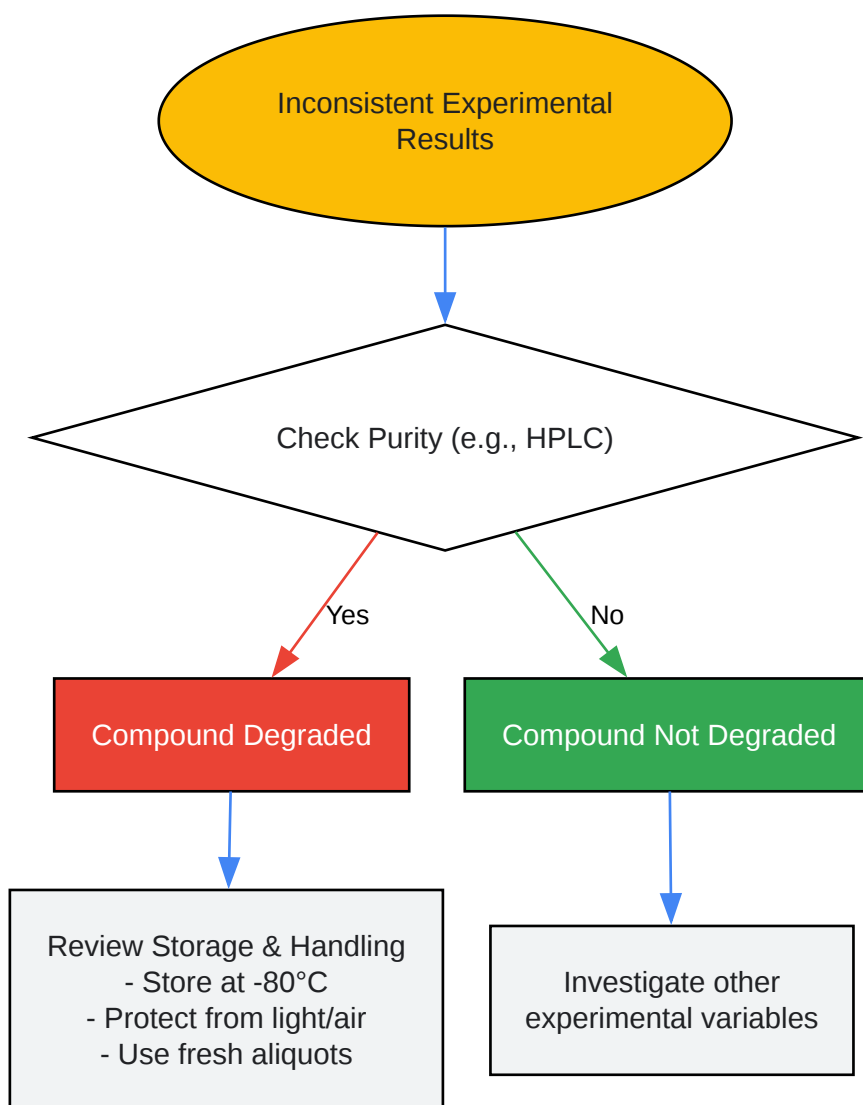 Inconsistent Experimental
Results
Check Purity (e.g., HPLC)
Yes
No
Compound Degraded
Compound Not Degraded
Review Storage & Handling
- Store at -80°C
- Protect from light/air
- Use fresh aliquots
Investigate other
experimental variables